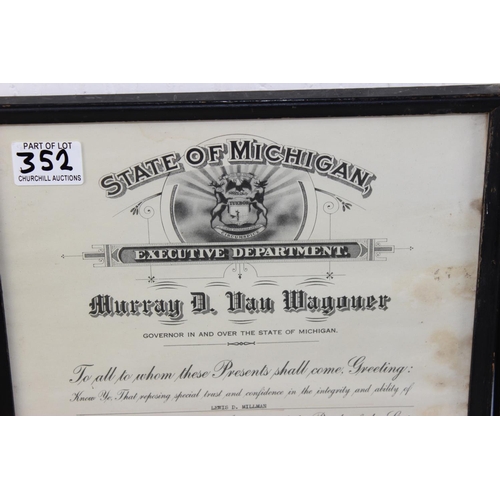 PART OF LOT
352
CHURCHILL AUCTIONS
STATE OF MICHIGAN,
TUEBOR
CIRCUMSPICE
EXECUTIVE DEPARTMENT.
Murray D. Van Wagoner
GOVERNOR IN AND OVER THE STATE OF MICHIGAN.
To all to whom these Presents shall come, Greeting:
Know Ye, That reposing special trust and confidence in the integrity and ability of
LEWIS D. MILLMAN